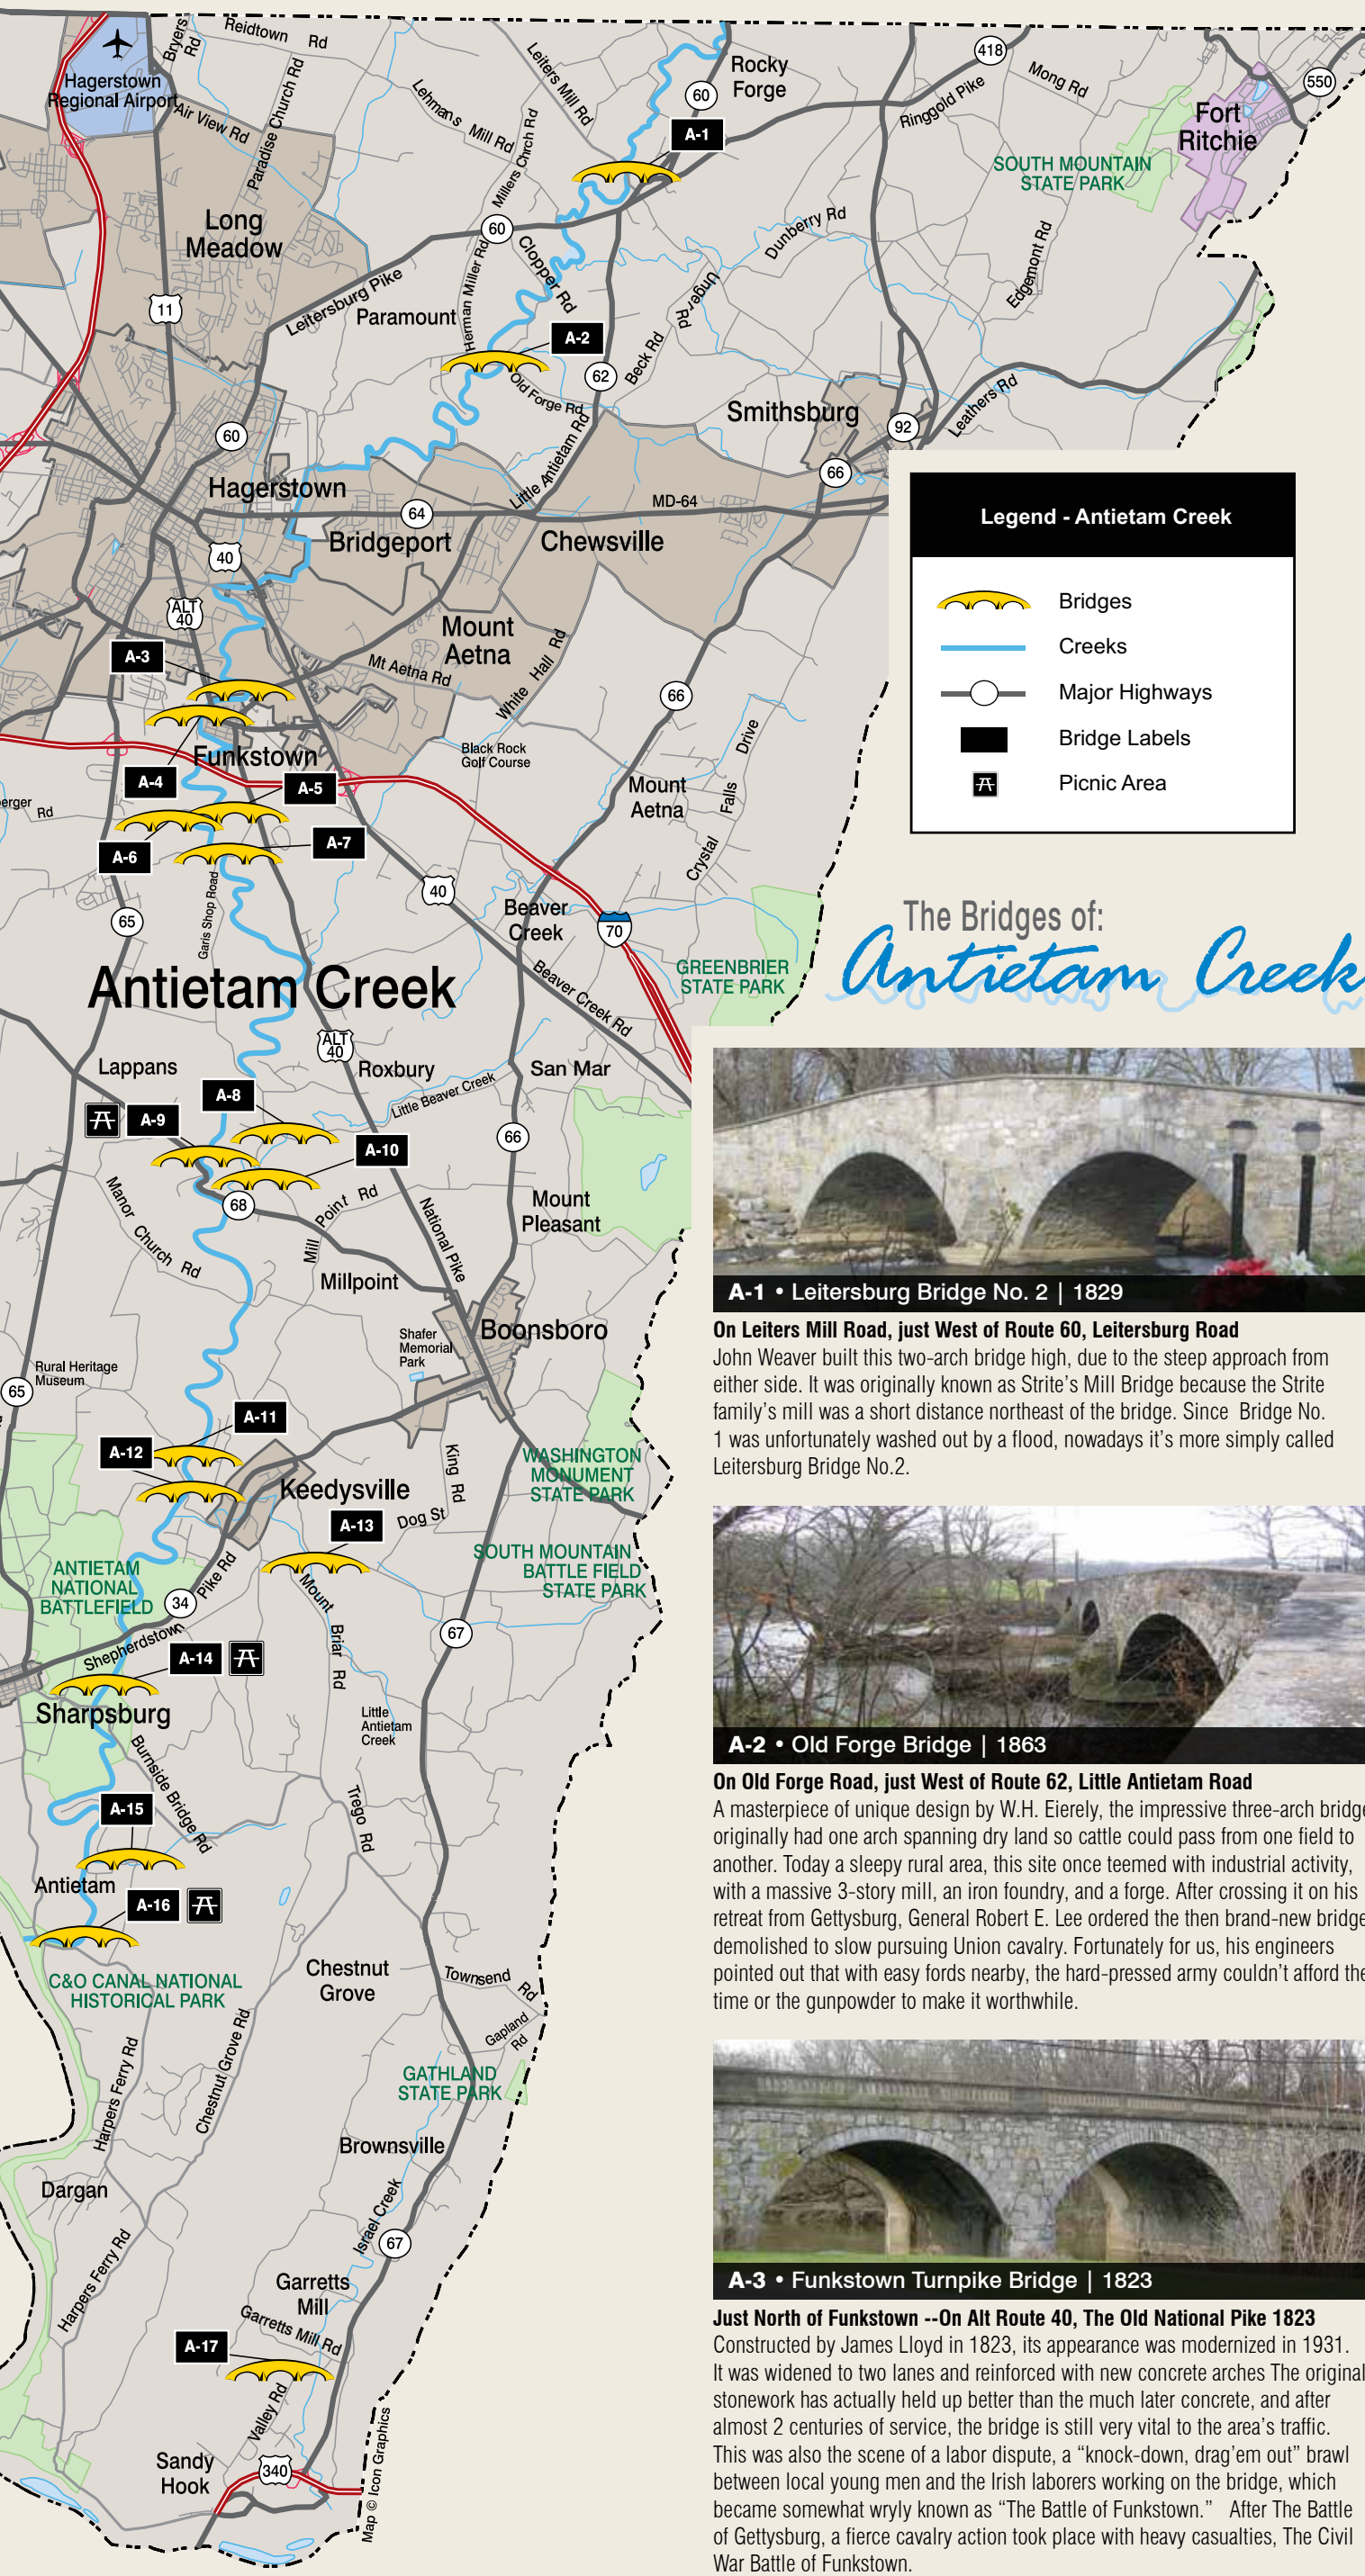 Hagerstown
Regional Airport
Bryers
Rd
Reidtown Rd
Air View Rd
Paradise Church Rd
Lehman's Mill Rd
Leiters Mill Rd
Millers Chrch Rd
Rocky
Forge
60
A-1
418
Ringgold Pike
Mong Rd
550
Fort
Ritchie
SOUTH MOUNTAIN
STATE PARK
Long
Meadow
60
Herman Miller Rd
Clopper Rd
Dunberry Rd
Edgemont Rd
Unger Rd
11
Leitersburg Pike
Paramount
A-2
62
Beck Rd
Old Forge Rd
Little Antietam Rd
Smithsburg
92
Leathers Rd
66
60
Hagerstown
64
MD-64
Bridgeport
Chewsville
40
ALT
40
A-3
Mount
Aetna
Mt Aetna Rd
White Hall Rd
66
Legend - Antietam Creek
Bridges
Creeks
Major Highways
Bridge Labels
Picnic Area
Funkstown
Black Rock
Golf Course
A-4
A-5
erger
Rd
Mount
Aetna
Crystal Falls Drive
A-6
A-7
40
65
Garis Shop Road
Beaver
Creek
70
GREENBRIER
STATE PARK
Beaver Creek Rd
The Bridges of:
Antietam Creek
Antietam Creek
ALT
40
Lappans
Roxbury
San Mar
A-8
Little Beaver Creek
A-9
A-10
66
68
Manor Church Rd
Mill Point Rd
National Pike
Mount
Pleasant
Millpoint
Shafer
Memorial
Park
Boonsboro
Rural Heritage
Museum
65
A-11
A-12
King Rd
WASHINGTON
MONUMENT
STATE PARK
Keedysville
A-13
Dog St
SOUTH MOUNTAIN
BATTLE FIELD
STATE PARK
ANTIETAM
NATIONAL
BATTLEFIELD
34
Shepherdstown Pike Rd
Mount Briar Rd
67
A-14
Sharpsburg
Little
Antietam
Creek
Burnside Bridge Rd
A-15
Trego Rd
Antietam
A-16
C&O CANAL NATIONAL
HISTORICAL PARK
Chestnut
Grove
Townsend Rd
Gapland
Rd
Harpers Ferry Rd
Chestnut Grove Rd
GATHLAND
STATE PARK
Brownsville
Dargan
Israel Creek
67
Harpers Ferry Rd
Garretts
Mill
Garretts Mill Rd
A-17
Valley Rd
Sandy
Hook
340
Map © Icon Graphics
A-1 • Leitersburg Bridge No. 2 | 1829
On Leiters Mill Road, just West of Route 60, Leitersburg Road
John Weaver built this two-arch bridge high, due to the steep approach from
either side. It was originally known as Strite's Mill Bridge because the Strite
family's mill was a short distance northeast of the bridge. Since Bridge No.
1 was unfortunately washed out by a flood, nowadays it's more simply called
Leitersburg Bridge No.2.
A-2 • Old Forge Bridge | 1863
On Old Forge Road, just West of Route 62, Little Antietam Road
A masterpiece of unique design by W.H. Eierely, the impressive three-arch bridge
originally had one arch spanning dry land so cattle could pass from one field to
another. Today a sleepy rural area, this site once teemed with industrial activity,
with a massive 3-story mill, an iron foundry, and a forge. After crossing it on his
retreat from Gettysburg, General Robert E. Lee ordered the then brand-new bridge
demolished to slow pursuing Union cavalry. Fortunately for us, his engineers
pointed out that with easy fords nearby, the hard-pressed army couldn't afford the
time or the gunpowder to make it worthwhile.
A-3 • Funkstown Turnpike Bridge | 1823
Just North of Funkstown --On Alt Route 40, The Old National Pike 1823
Constructed by James Lloyd in 1823, its appearance was modernized in 1931.
It was widened to two lanes and reinforced with new concrete arches The original
stonework has actually held up better than the much later concrete, and after
almost 2 centuries of service, the bridge is still very vital to the area's traffic.
This was also the scene of a labor dispute, a "knock-down, drag'em out" brawl
between local young men and the Irish laborers working on the bridge, which
became somewhat wryly known as "The Battle of Funkstown." After The Battle
of Gettysburg, a fierce cavalry action took place with heavy casualties, The Civil
War Battle of Funkstown.